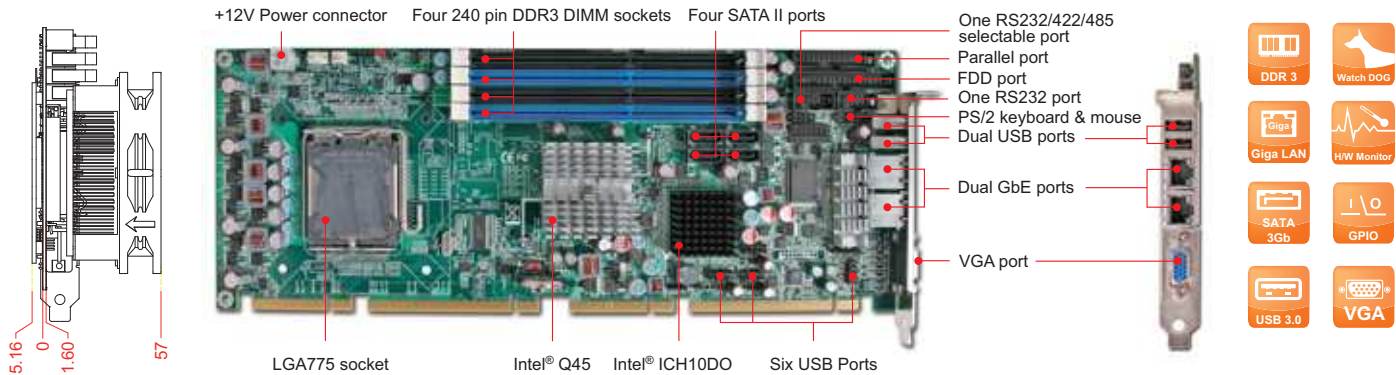 +12V Power connector
Four 240 pin DDR3 DIMM sockets
Four SATA II ports
One RS232/422/485
selectable port
Parallel port
FDD port
One RS232 port
PS/2 keyboard & mouse
Dual USB ports
Dual GbE ports
VGA port
LGA775 socket
Intel® Q45
Intel® ICH10DO
Six USB Ports
5.16
0
1.60
57
DDR 3
Watch DOG
Giga
Giga LAN
H/W Monitor
SATA
3Gb
I \ O
GPIO
USB 3.0
VGA